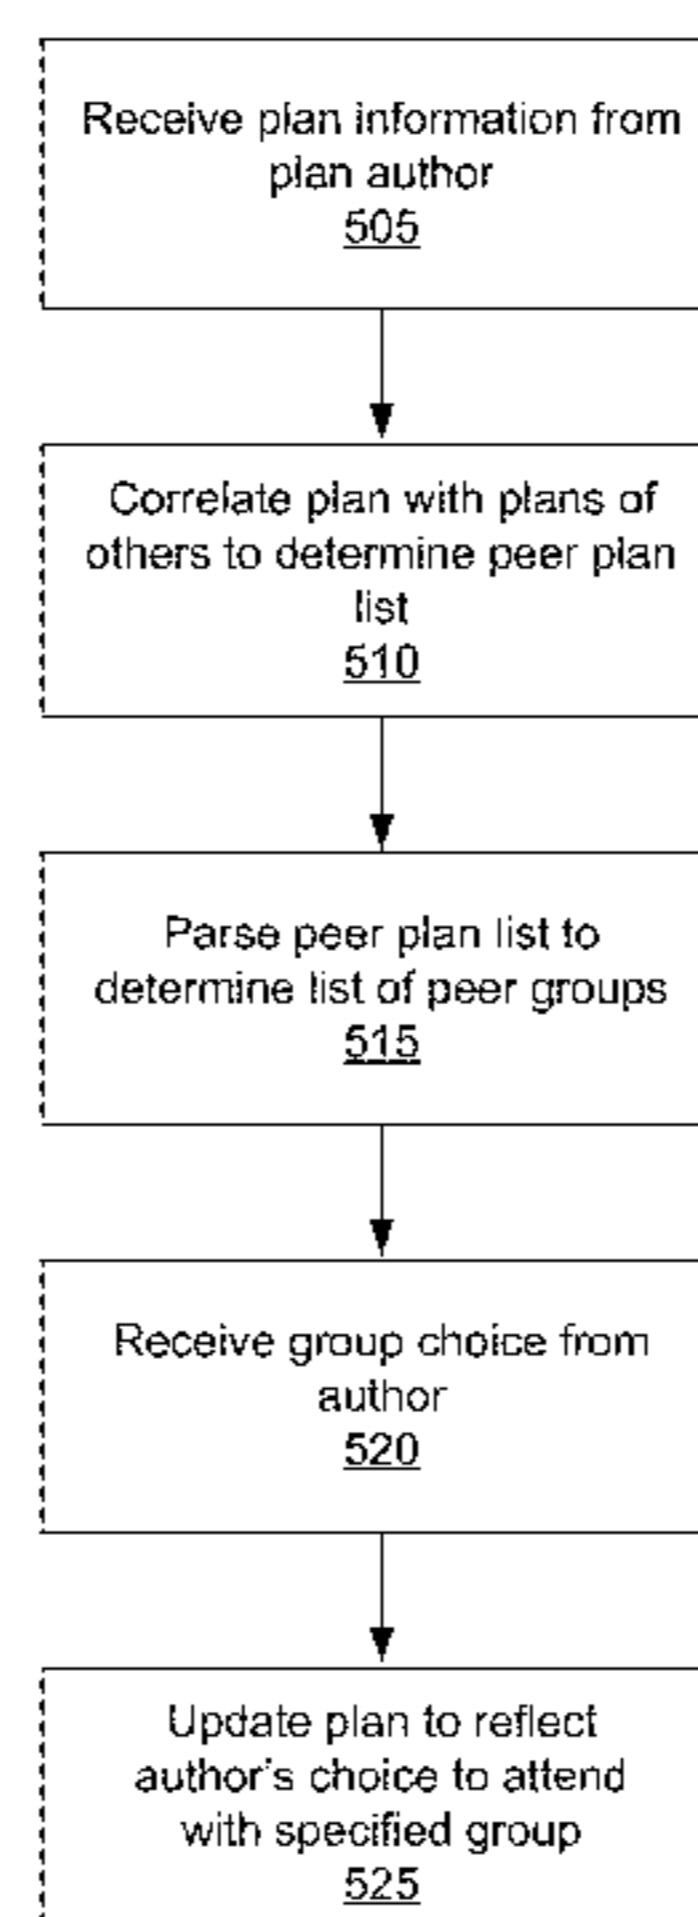 Receive plan information from
plan author
505
Correlate plan with plans of
others to determine peer plan
list
510
Parse peer plan list to
determine list of peer groups
515
Receive group choice from
author
520
Update plan to reflect
author's choice to attend
with specified group
525